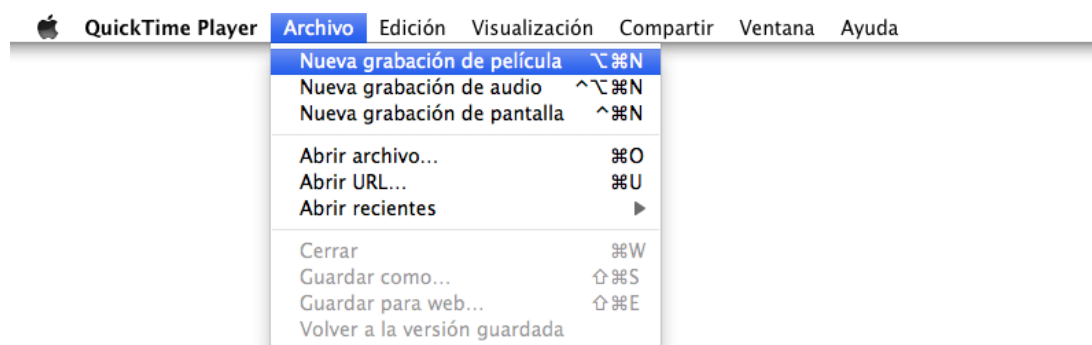 QuickTime Player Archivo Edición Visualización Compartir Ventana Ayuda
Nueva grabación de película ⌥⌘N
Nueva grabación de audio ^⌥⌘N
Nueva grabación de pantalla ^⌘N
Abrir archivo... ⌘O
Abrir URL... ⌘U
Abrir recientes ▶
Cerrar ⌘W
Guardar como... ⇧⌘S
Guardar para web... ⇧⌘E
Volver a la versión guardada